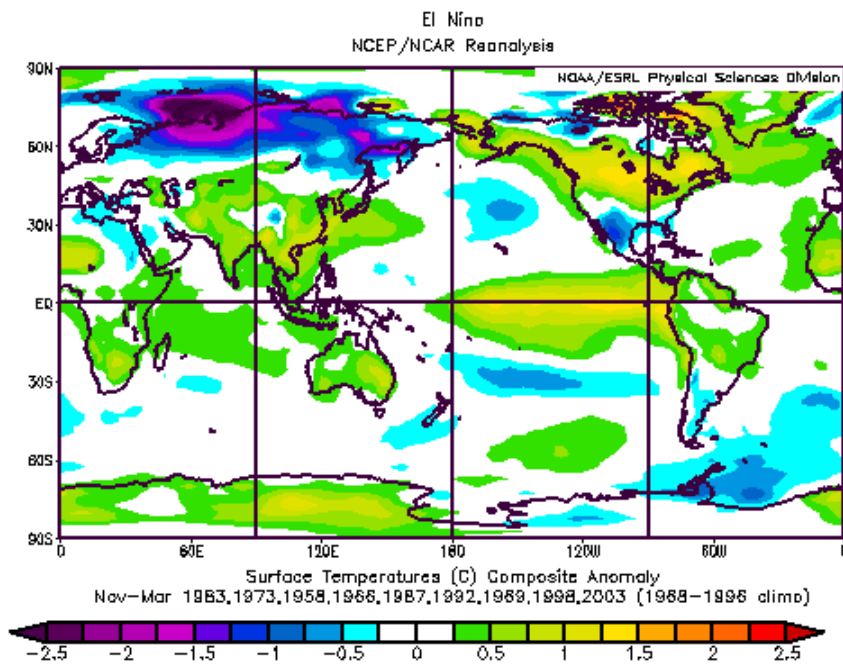 El Nino
NCEP/NCAR Reanalysis
90N
NOAA/ESRL Physical Sciences Division
60N
30N
EQ
30S
60S
90S
0 60E 120E 180 120W 60W 0
Surface Temperatures (C) Composite Anomaly
Nov-Mar 1983,1973,1958,1966,1987,1992,1969,1998,2003 (1968-1996 climo)
-2.5 -2 -1.5 -1 -0.5 0 0.5 1 1.5 2 2.5